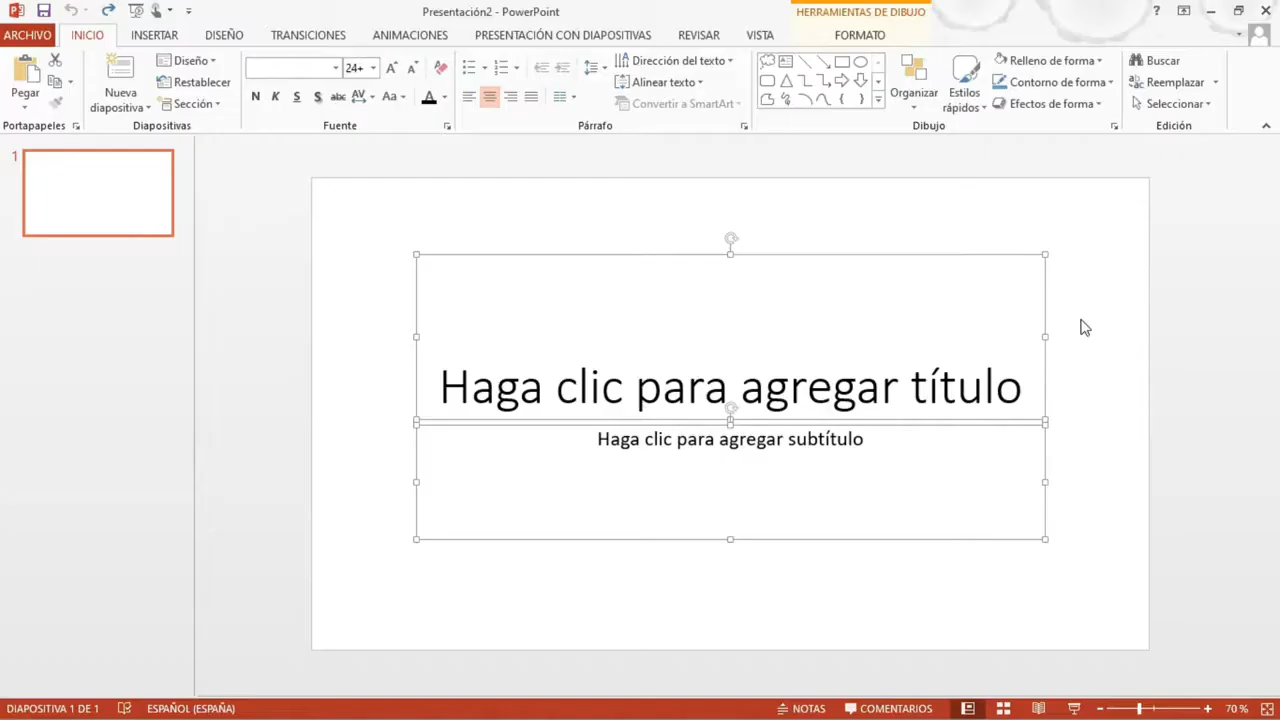 Presentación2 - PowerPoint
HERRAMIENTAS DE DIBUJO
?
ARCHIVO INICIO INSERTAR DISEÑO TRANSICIONES ANIMACIONES PRESENTACIÓN CON DIAPOSITIVAS REVISAR VISTA FORMATO
Pegar
Portapapeles
Nueva
diapositiva
Diseño
Restablecer
Sección
Diapositivas
24+
N K S S abc AV Aa A
Fuente
Dirección del texto
Alinear texto
Convertir a SmartArt
Párrafo
Organizar
Estilos
rápidos
Relleno de forma
Contorno de forma
Efectos de forma
Dibujo
Buscar
Reemplazar
Seleccionar
Edición
1
Haga clic para agregar título
Haga clic para agregar subtítulo
DIAPOSITIVA 1 DE 1 ESPAÑOL (ESPAÑA) NOTAS COMENTARIOS 70 %